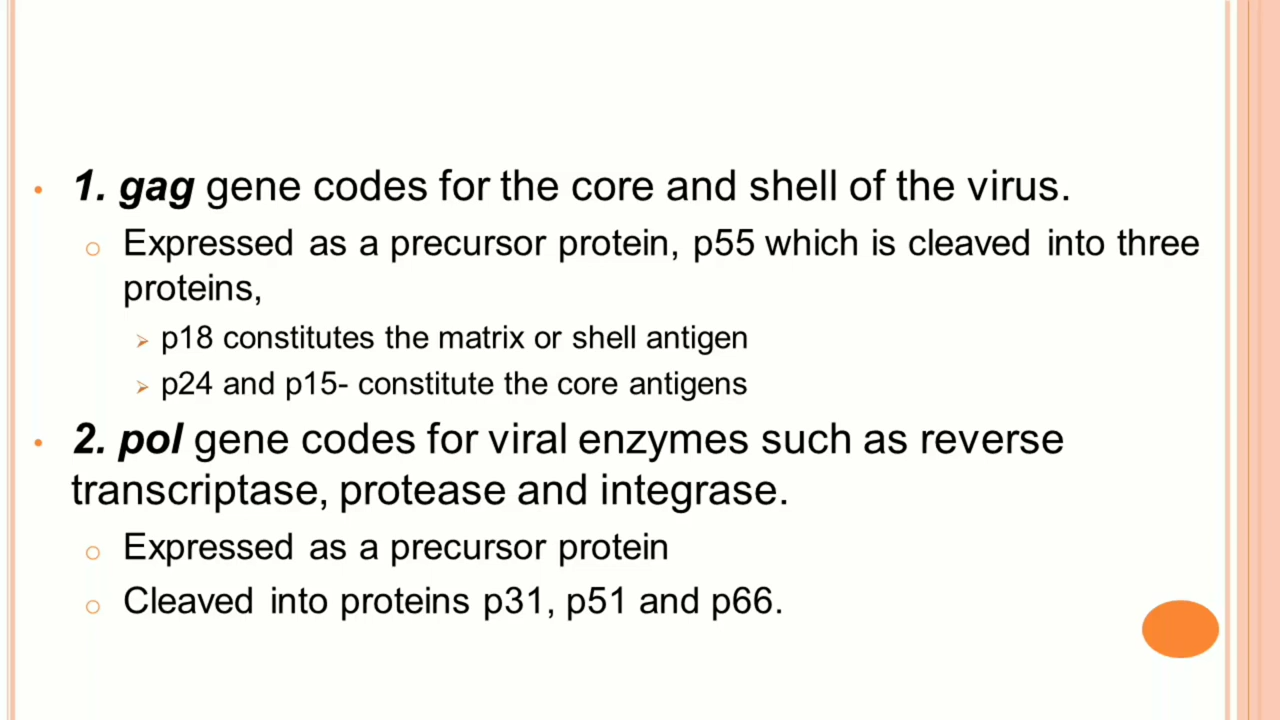 • 1. gag gene codes for the core and shell of the virus.
o Expressed as a precursor protein, p55 which is cleaved into three
proteins,
➢ p18 constitutes the matrix or shell antigen
➢ p24 and p15- constitute the core antigens
• 2. pol gene codes for viral enzymes such as reverse
transcriptase, protease and integrase.
o Expressed as a precursor protein
o Cleaved into proteins p31, p51 and p66.